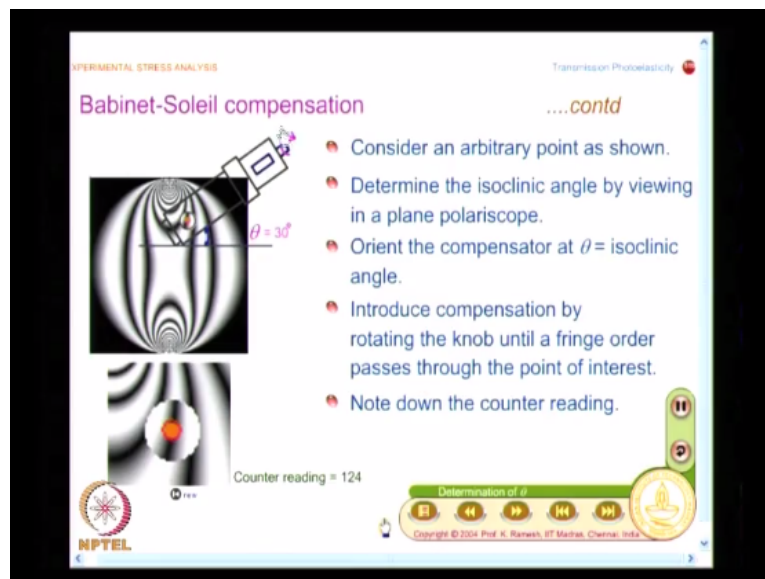 XPERIMENTAL STRESS ANALYSIS
Transmission Photoelasticity
Babinet-Soleil compensation
....contd
Consider an arbitrary point as shown.
Determine the isoclinic angle by viewing
in a plane polariscope.
Orient the compensator at θ = isoclinic
angle.
Introduce compensation by
rotating the knob until a fringe order
passes through the point of interest.
Note down the counter reading.
θ = 30°
Counter reading = 124
Determination of θ
Copyright © 2004 Prof. K. Ramesh, IIT Madras, Chennai, India
NPTEL